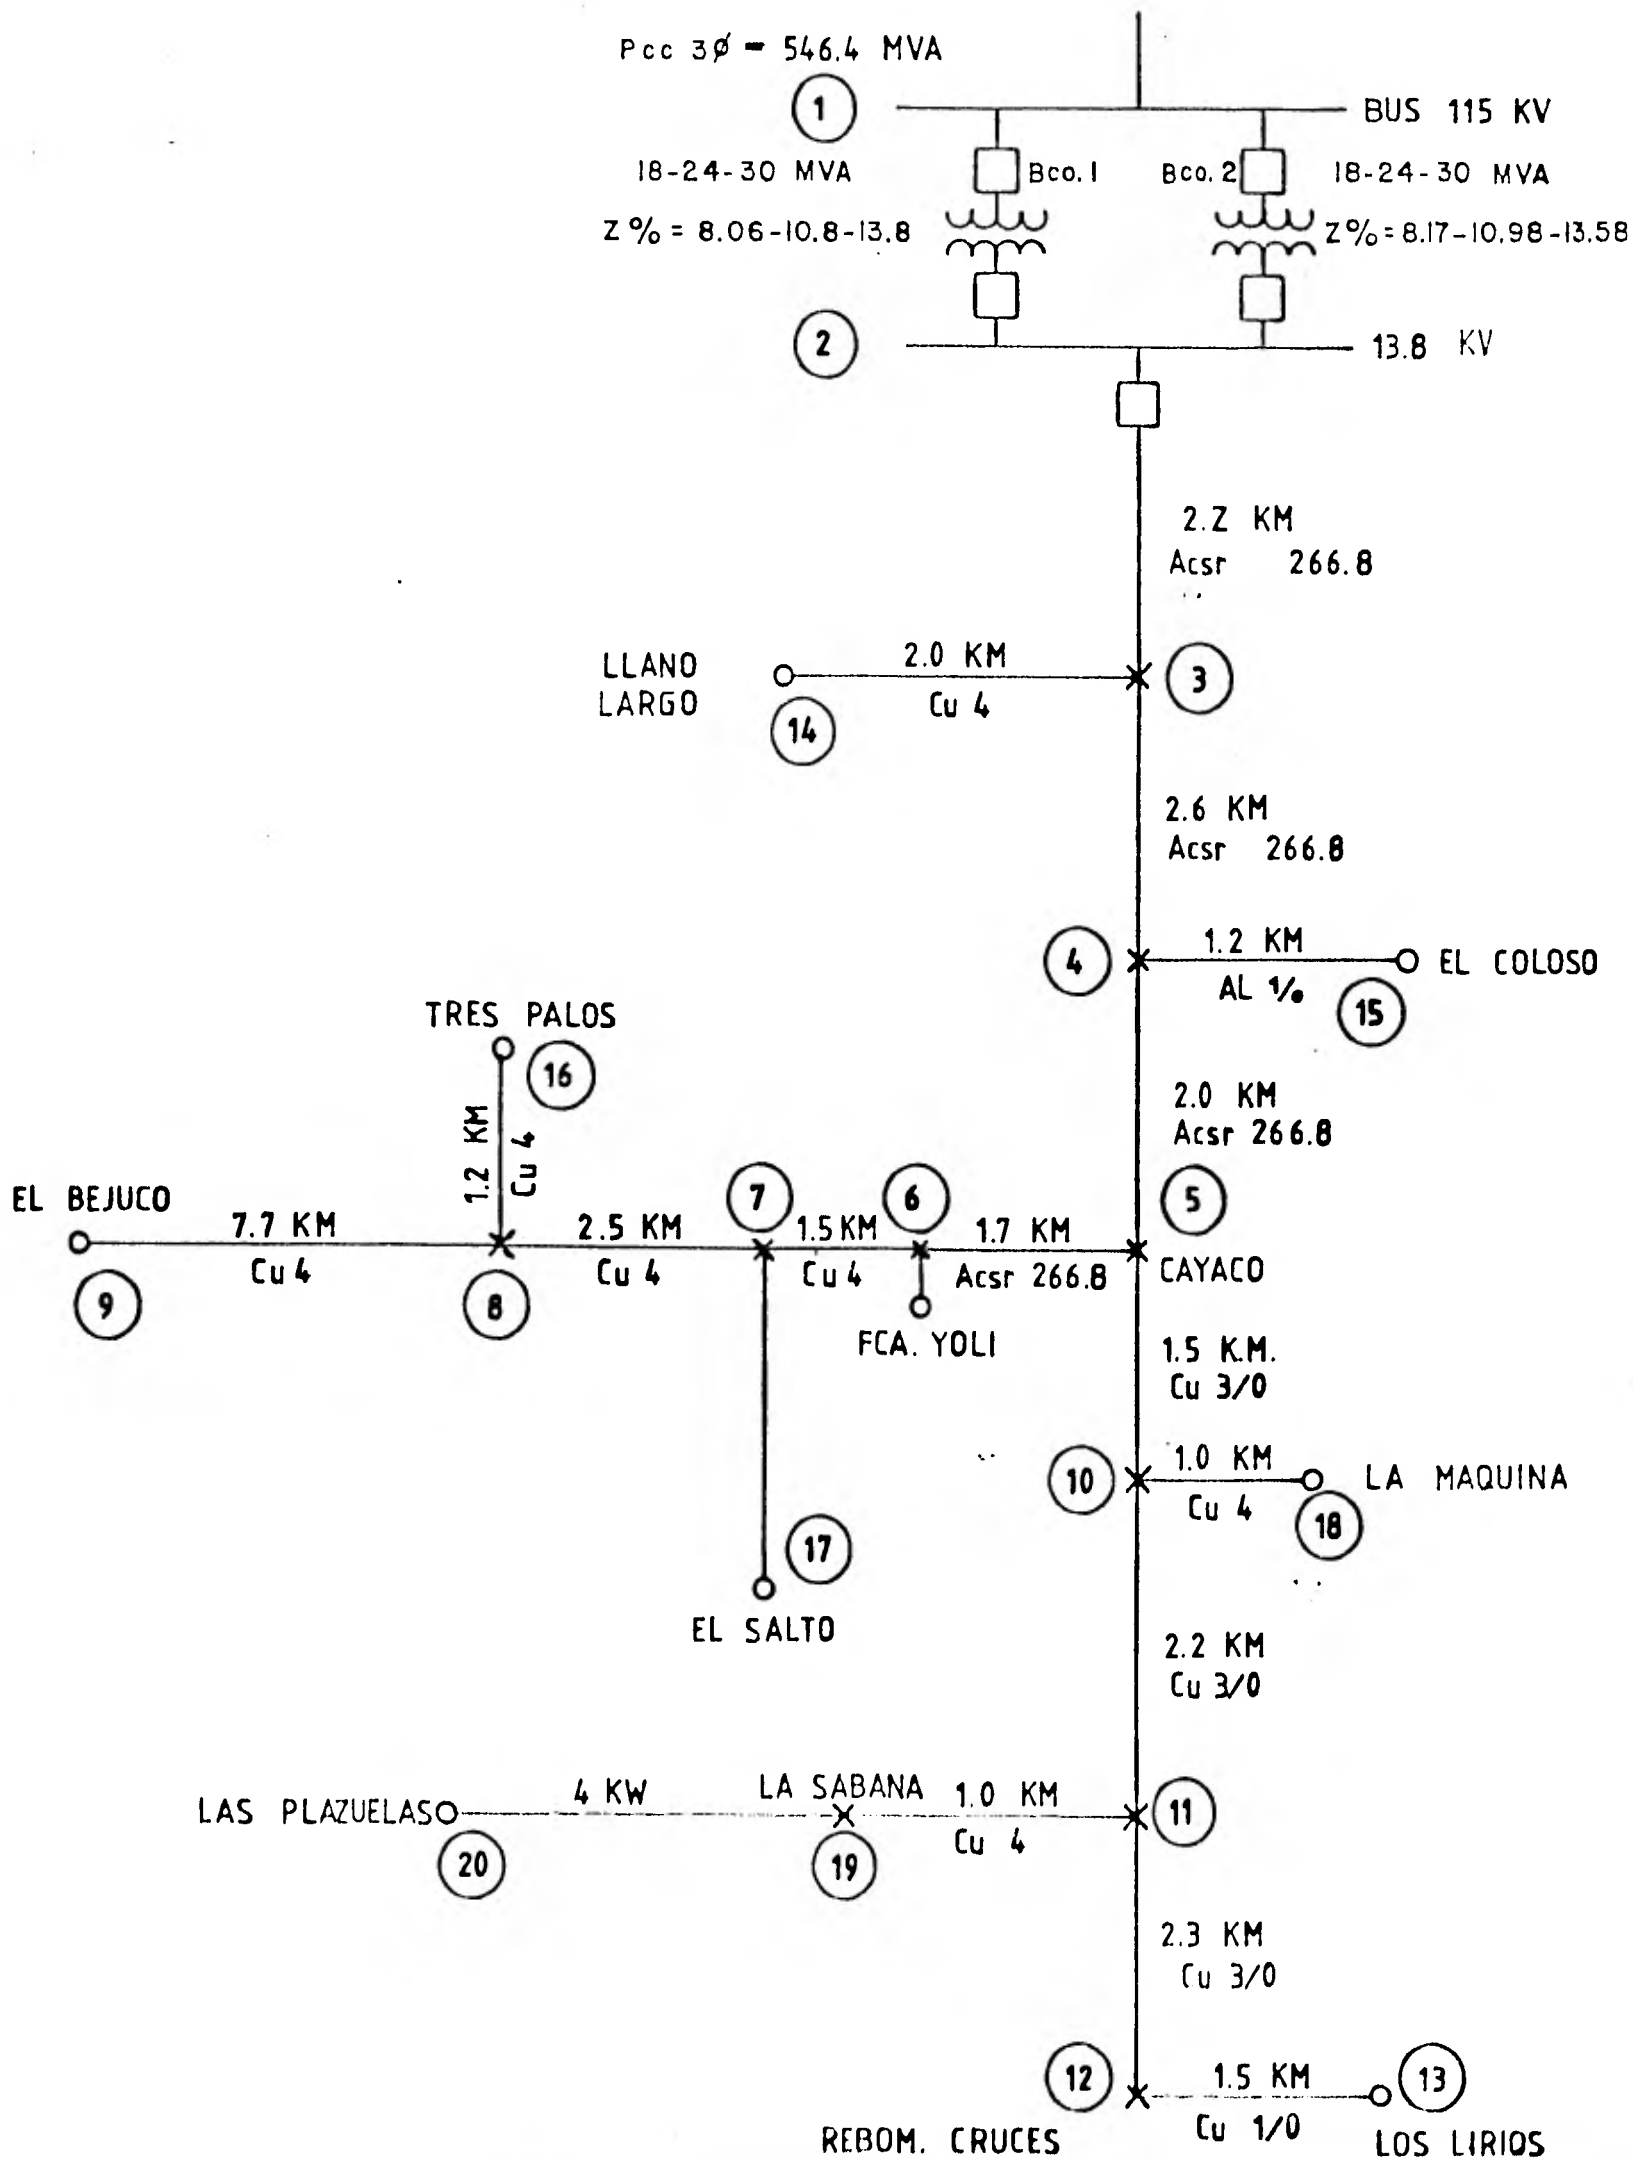 Pcc 3ø = 546.4 MVA
1
BUS 115 KV
18-24-30 MVA
Bco. 1
Bco. 2
18-24-30 MVA
Z % = 8.06-10.8-13.8
Z% = 8.17-10.98-13.58
2
13.8 KV
2.Z KM
Acsr 266.8
LLANO
LARGO
2.0 KM
Cu 4
3
14
2.6 KM
Acsr 266.8
4
1.2 KM
AL 1/0
EL COLOSO
15
TRES PALOS
16
1.2 KM
Cu 4
2.0 KM
Acsr 266.8
EL BEJUCO
7.7 KM
Cu 4
9
8
2.5 KM
Cu 4
7
1.5 KM
Cu 4
6
1.7 KM
Acsr 266.8
5
CAYACO
FCA. YOLI
1.5 K.M.
Cu 3/0
10
1.0 KM
Cu 4
LA MAQUINA
18
17
EL SALTO
2.2 KM
Cu 3/0
LAS PLAZUELAS
4 KW
LA SABANA
1.0 KM
Cu 4
11
20
19
2.3 KM
Cu 3/0
12
1.5 KM
Cu 1/0
13
REBOM. CRUCES
LOS LIRIOS